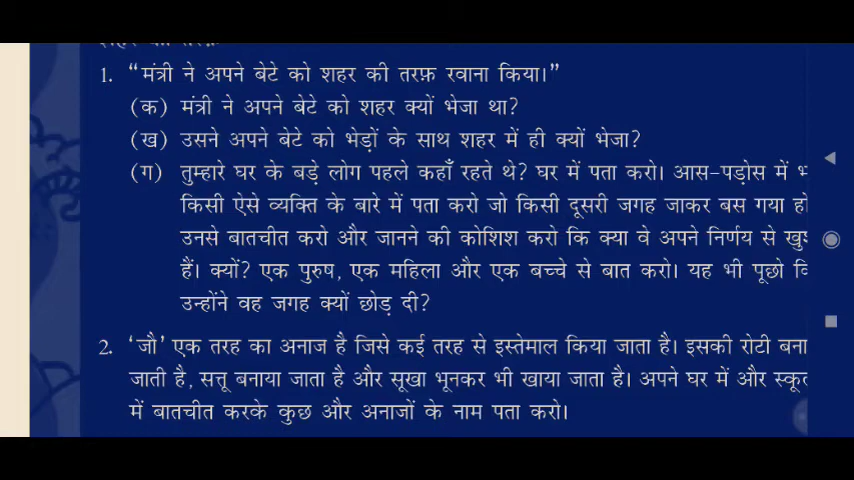 1. “मंत्री ने अपने बेटे को शहर की तरफ़ रवाना किया।”
(क) मंत्री ने अपने बेटे को शहर क्यों भेजा था?
(ख) उसने अपने बेटे को भेड़ों के साथ शहर में ही क्यों भेजा?
(ग) तुम्हारे घर के बड़े लोग पहले कहाँ रहते थे? घर में पता करो। आस-पड़ोस में
किसी ऐसे व्यक्ति के बारे में पता करो जो किसी दूसरी जगह जाकर बस गया
उनसे बातचीत करो और जानने की कोशिश करो कि क्या वे अपने निर्णय से
हैं। क्यों? एक पुरुष, एक महिला और एक बच्चे से बात करो। यह भी पूछो
उन्होंने वह जगह क्यों छोड़ दी?
2. ‘जौ’ एक तरह का अनाज है जिसे कई तरह से इस्तेमाल किया जाता है। इसकी रोटी बना
जाती है, सत्तू बनाया जाता है और सूखा भूनकर भी खाया जाता है। अपने घर में और
में बातचीत करके कुछ और अनाजों के नाम पता करो।